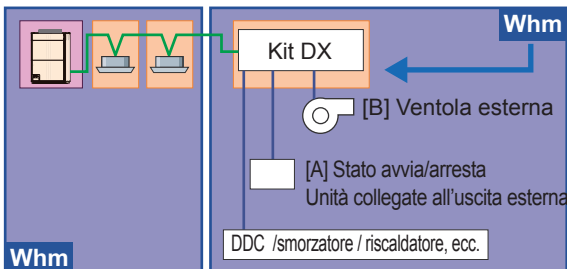 Whm
Kit DX
[B] Ventola esterna
[A] Stato avvia/arresta
Unità collegate all'uscita esterna
DDC /smorzatore / riscaldatore, ecc.
Whm